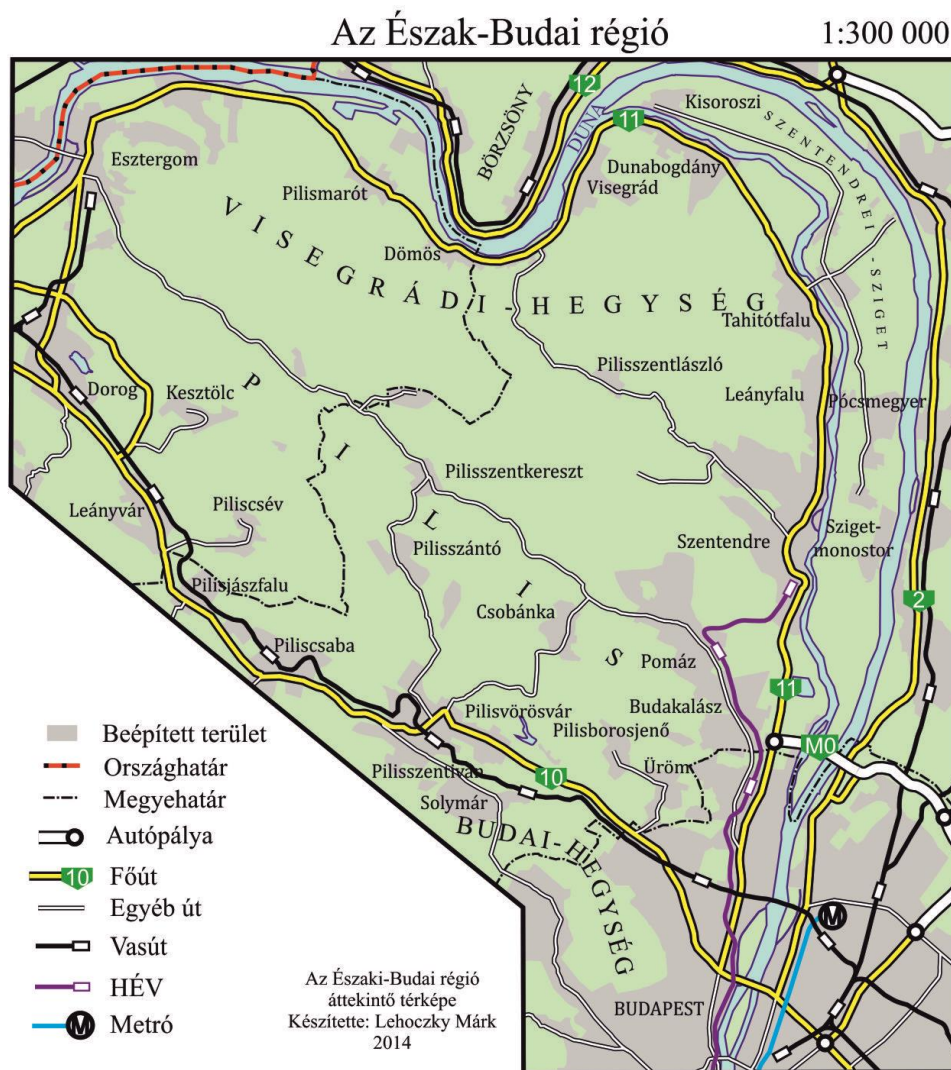 Az Észak-Budai régió
1:300 000
12
BÖRZSÖNY
DUNA
11
Kisoroszi
SZENTENDREI-SZIGET
Esztergom
Pilismarót
Dunabogdány
Visegrád
Dömös
VISEGRÁDI-HEGYSÉG
Tahitótfalu
Pilisszentlászló
Leányfalu
Dorog
Kesztölc
PILIS
Pócsmegyer
Pilisszentkereszt
Leányvár
Piliscsév
Pilisszántó
Szentendre
Sziget-
monostor
Pilisjászfalu
Csobánka
2
Piliscsaba
Pomáz
11
Budakalász
Pilisvörösvár
Pilisborosjenő
M0
Üröm
Pilisszentiván
10
Solymár
BUDAI-HEGYSÉG
M
BUDAPEST
Beépített terület
Országhatár
Megyehatár
Autópálya
10
Főút
Egyéb út
Vasút
HÉV
M
Metró
Az Északi-Budai régió
áttekintő térképe
Készítette: Lehoczky Márk
2014